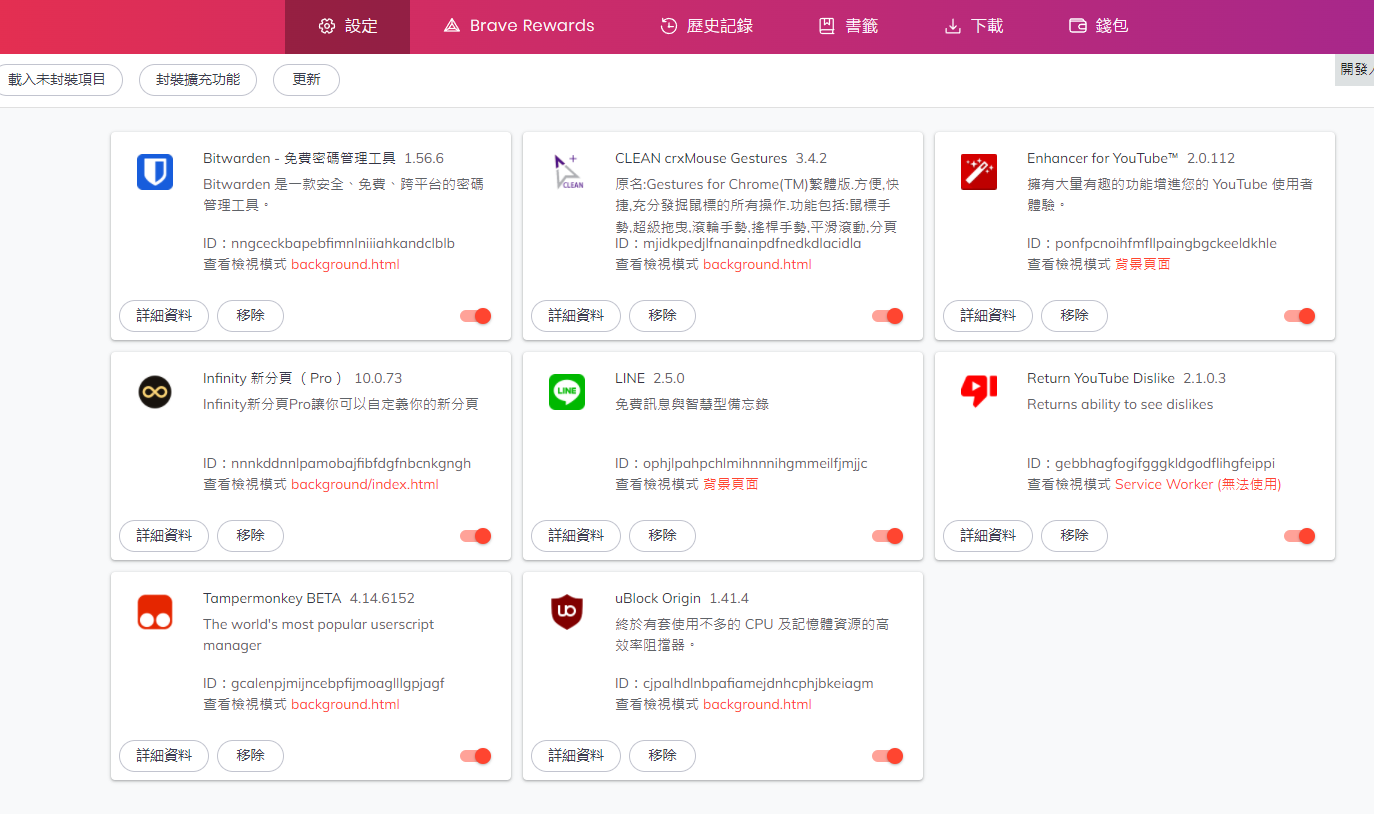 設定
Brave Rewards
歷史記錄
書籤
下載
錢包
載入未封裝項目
封裝擴充功能
更新
開發
Bitwarden - 免費密碼管理工具 1.56.6
Bitwarden 是一款安全、免費、跨平台的密碼
管理工具。
ID：nngceckbapebfimnlniiiahkandclblb
查看檢視模式 background.html
詳細資料
移除
CLEAN
CLEAN crxMouse Gestures 3.4.2
原名:Gestures for Chrome(TM)繁體版.方便,快
捷,充分發掘鼠標的所有操作.功能包括:鼠標手
勢,超級拖曳,滾輪手勢,搖桿手勢,平滑滾動,分頁
ID：mjidkpedjlfnanainpdfnedkdlacidla
查看檢視模式 background.html
詳細資料
移除
Enhancer for YouTube™ 2.0.112
擁有大量有趣的功能增進您的 YouTube 使用者
體驗。
ID：ponfpcnoihfmfllpaingbgckeeldkhle
查看檢視模式 背景頁面
詳細資料
移除
Infinity 新分頁（ Pro ） 10.0.73
Infinity新分頁Pro讓你可以自定義你的新分頁
ID：nnnkddnnlpamobajfibfdgfnbcnkgngh
查看檢視模式 background/index.html
詳細資料
移除
LINE
LINE 2.5.0
免費訊息與智慧型備忘錄
ID：ophjlpahpchlmihnnnihgmmeilfjmjjc
查看檢視模式 背景頁面
詳細資料
移除
Return YouTube Dislike 2.1.0.3
Returns ability to see dislikes
ID：gebbhagfogifgggkldgodflihgfeippi
查看檢視模式 Service Worker (無法使用)
詳細資料
移除
Tampermonkey BETA 4.14.6152
The world's most popular userscript
manager
ID：gcalenpjmijncebpfijmoaglllgpjagf
查看檢視模式 background.html
詳細資料
移除
uO
uBlock Origin 1.41.4
終於有套使用不多的 CPU 及記憶體資源的高
效率阻擋器。
ID：cjpalhdlnbpafiamejdnhcphjbkeiagm
查看檢視模式 background.html
詳細資料
移除